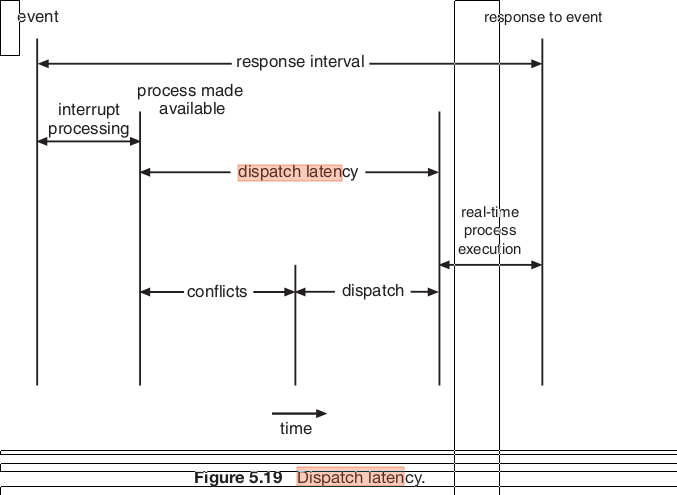 event
response to event
response interval
process made
available
interrupt
processing
dispatch latency
real-time
process
execution
conflicts
dispatch
time
Figure 5.19 Dispatch latency.